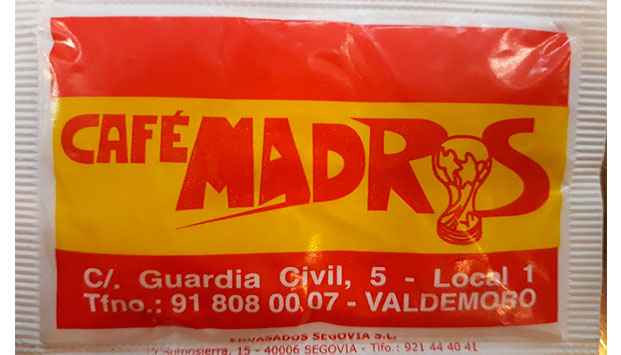 CAFÉ MADROS
C/. Guardia Civil, 5 - Local 1
Tfno.: 91 808 00 07 - VALDEMORO
ENVASADOS SEGOVIA S.L.
Somosierra, 15 - 40006 SEGOVIA - Tifo.: 921 44 40 41